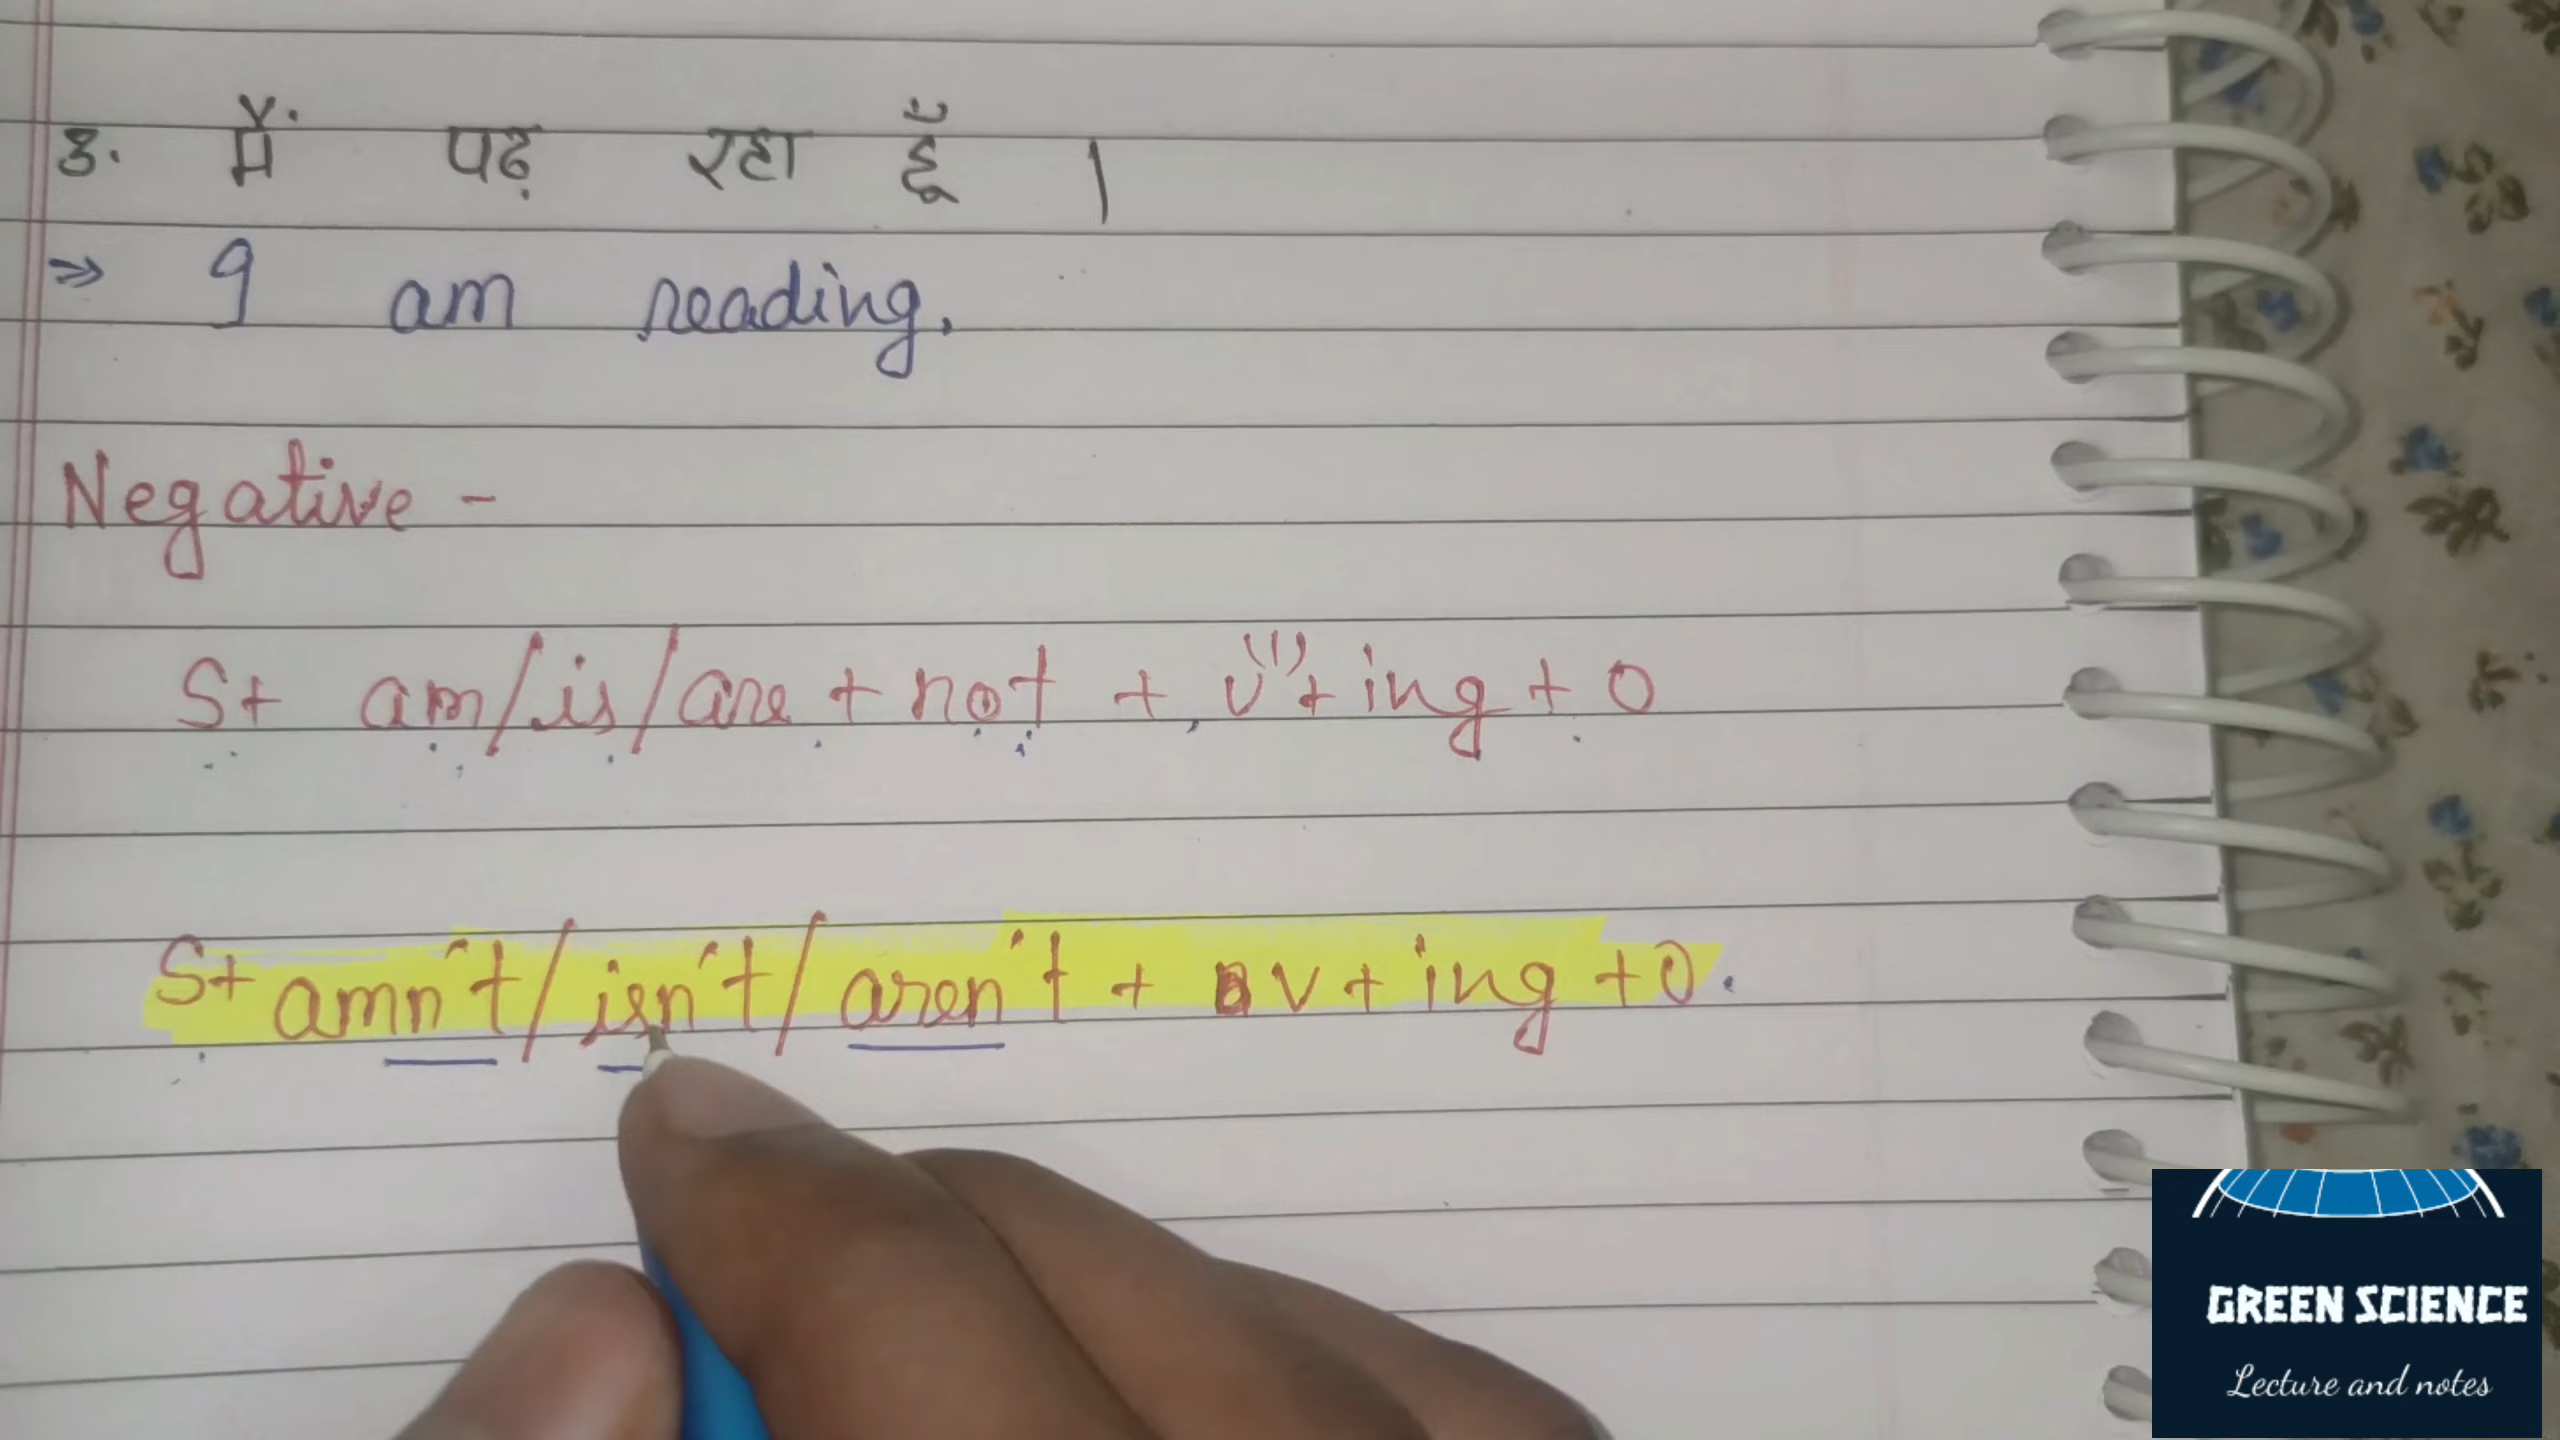 3. मैं पढ़ रहा हूँ ।
⇒ I am reading.
Negative -
S+ am/is/are + not + v(1)+ing + O
S+ amn't/isn't/aren't + v+ing +O.
GREEN SCIENCE
Lecture and notes